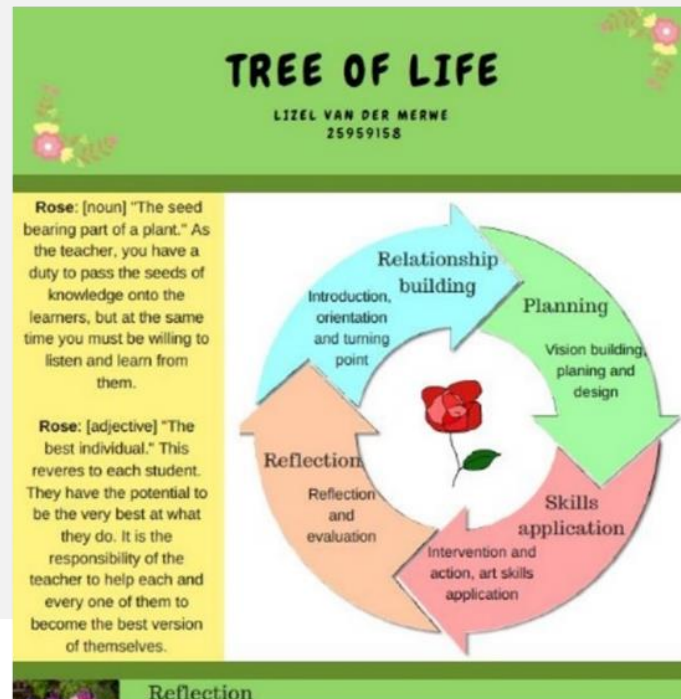 TREE OF LIFE
LIZEL VAN DER MERWE
25959158
Rose: [noun] "The seed
bearing part of a plant." As
the teacher, you have a
duty to pass the seeds of
knowledge onto the
learners, but at the same
time you must be willing to
listen and learn from
them.
Rose: [adjective] "The
best individual." This
reveres to each student.
They have the potential to
be the very best at what
they do. It is the
responsibility of the
teacher to help each and
every one of them to
become the best version
of themselves.
Relationship
building
Introduction,
orientation
and turning
point
Planning
Vision building,
planing and
design
Skills
application
Intervention and
action, art skills
application
Reflection
Reflection
and
evaluation
Reflection